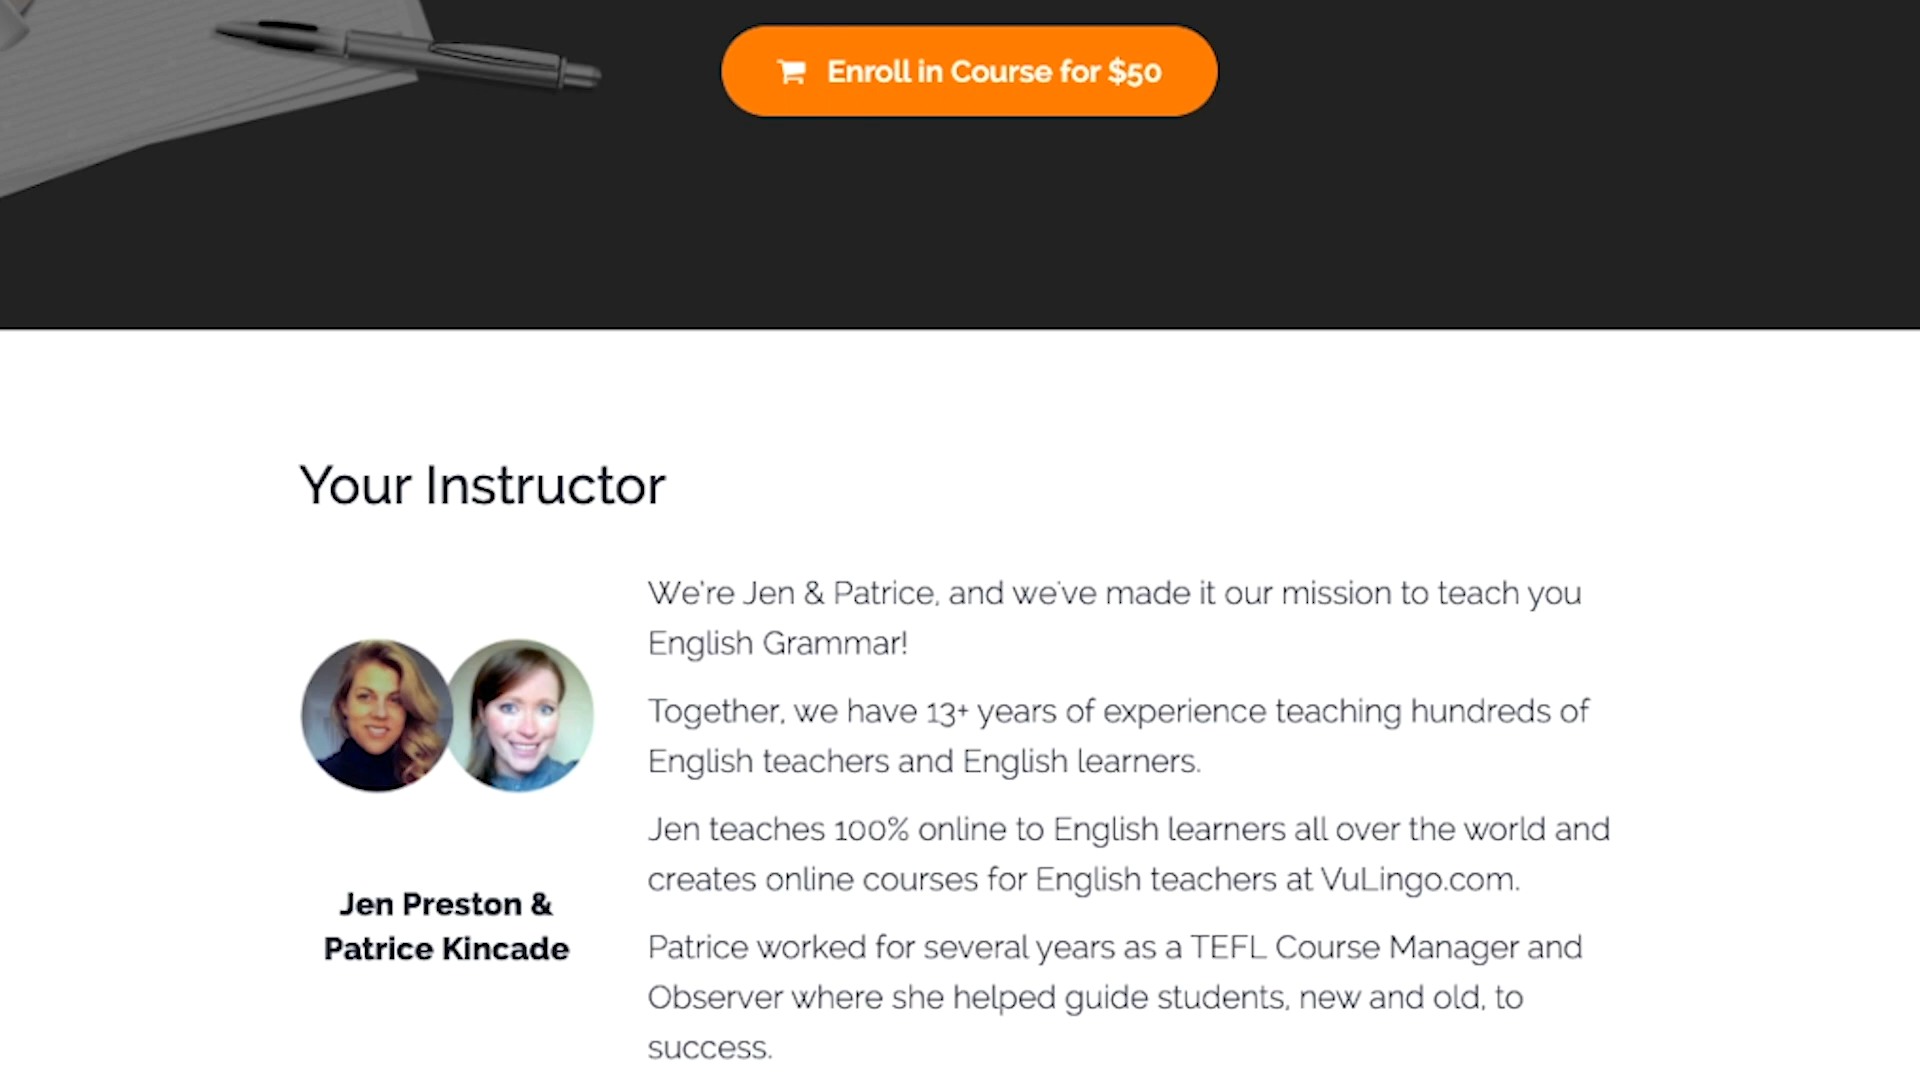 Enroll in Course for $50
Your Instructor
We're Jen & Patrice, and we've made it our mission to teach you
English Grammar!
Together, we have 13+ years of experience teaching hundreds of
English teachers and English learners.
Jen teaches 100% online to English learners all over the world and
creates online courses for English teachers at VuLingo.com.
Jen Preston &
Patrice Kincade
Patrice worked for several years as a TEFL Course Manager and
Observer where she helped guide students, new and old, to
success.